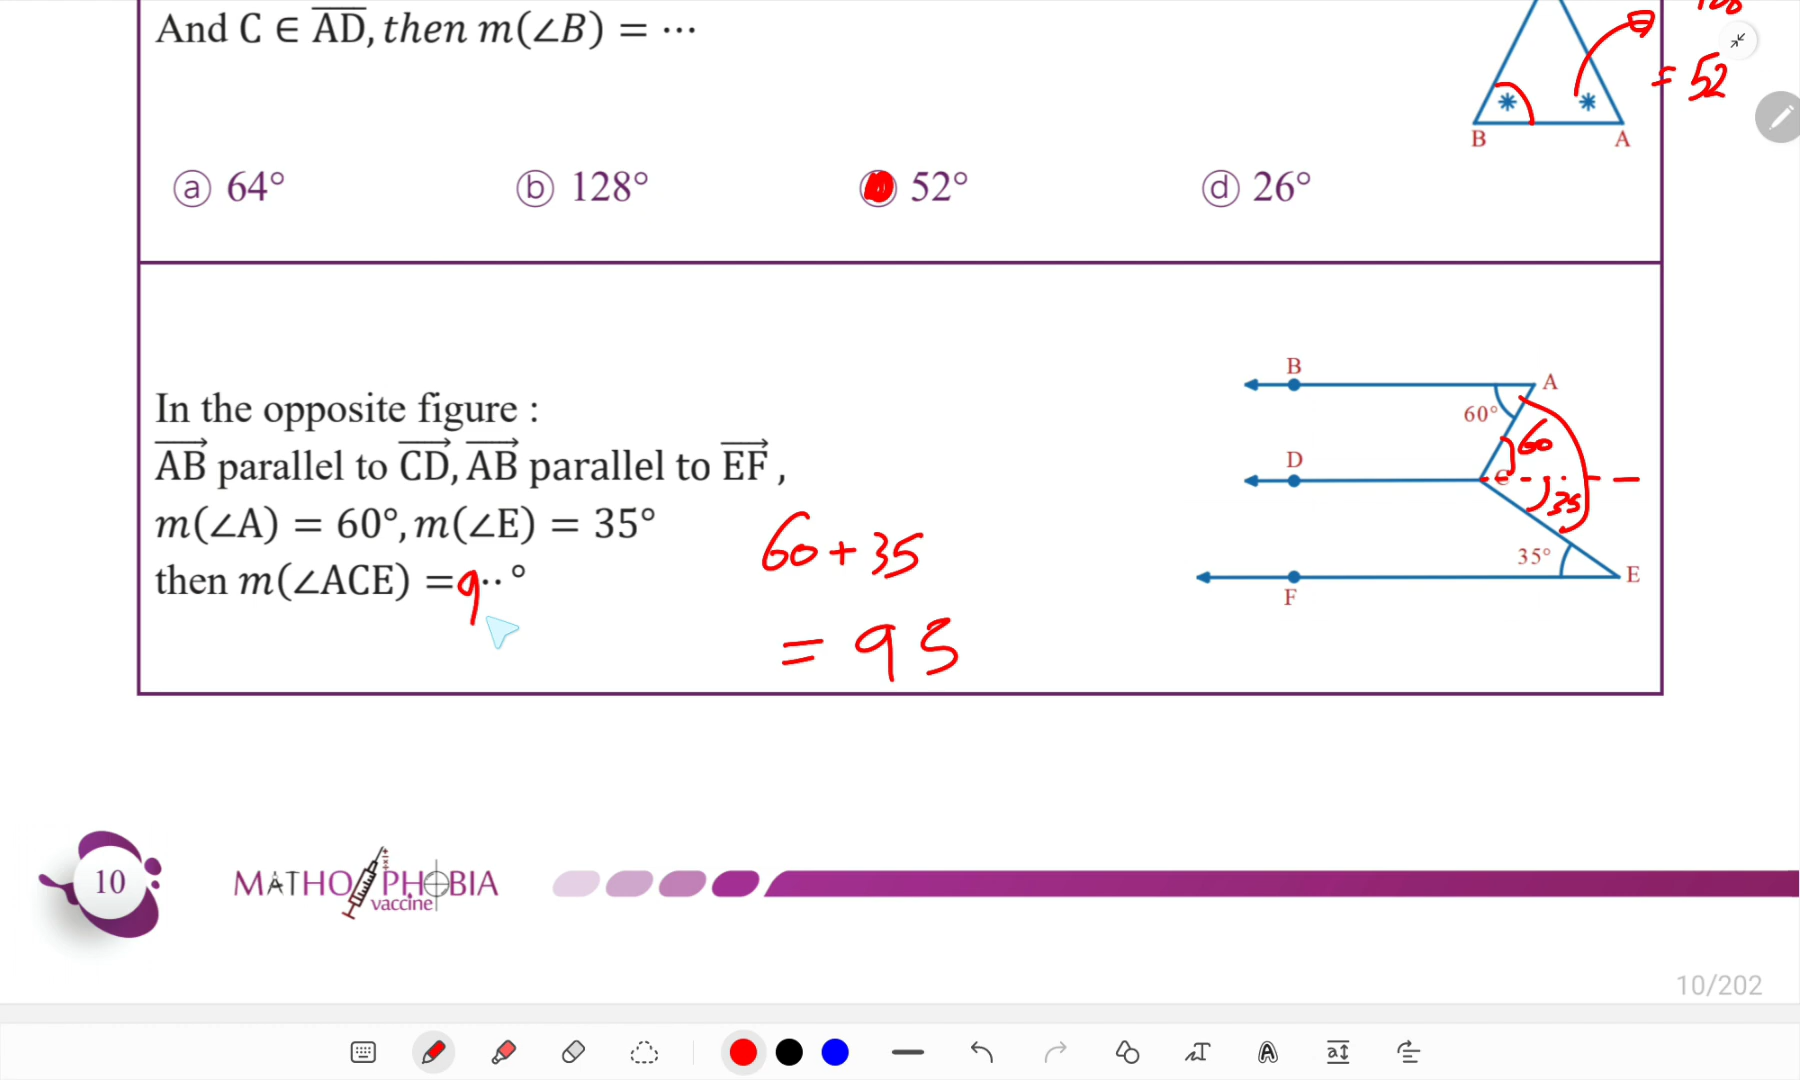 And C ∈ AD, then m(∠B) = ⋯
= 52
B
A
ⓐ 64°
ⓑ 128°
52°
ⓓ 26°
In the opposite figure :
AB parallel to CD, AB parallel to EF ,
m(∠A) = 60°, m(∠E) = 35°
then m(∠ACE) =9·· °
60+35
= 95
B
A
60°
60
D
C
35
35°
E
F
10
MATHOPHOBIA
vaccine
10/202